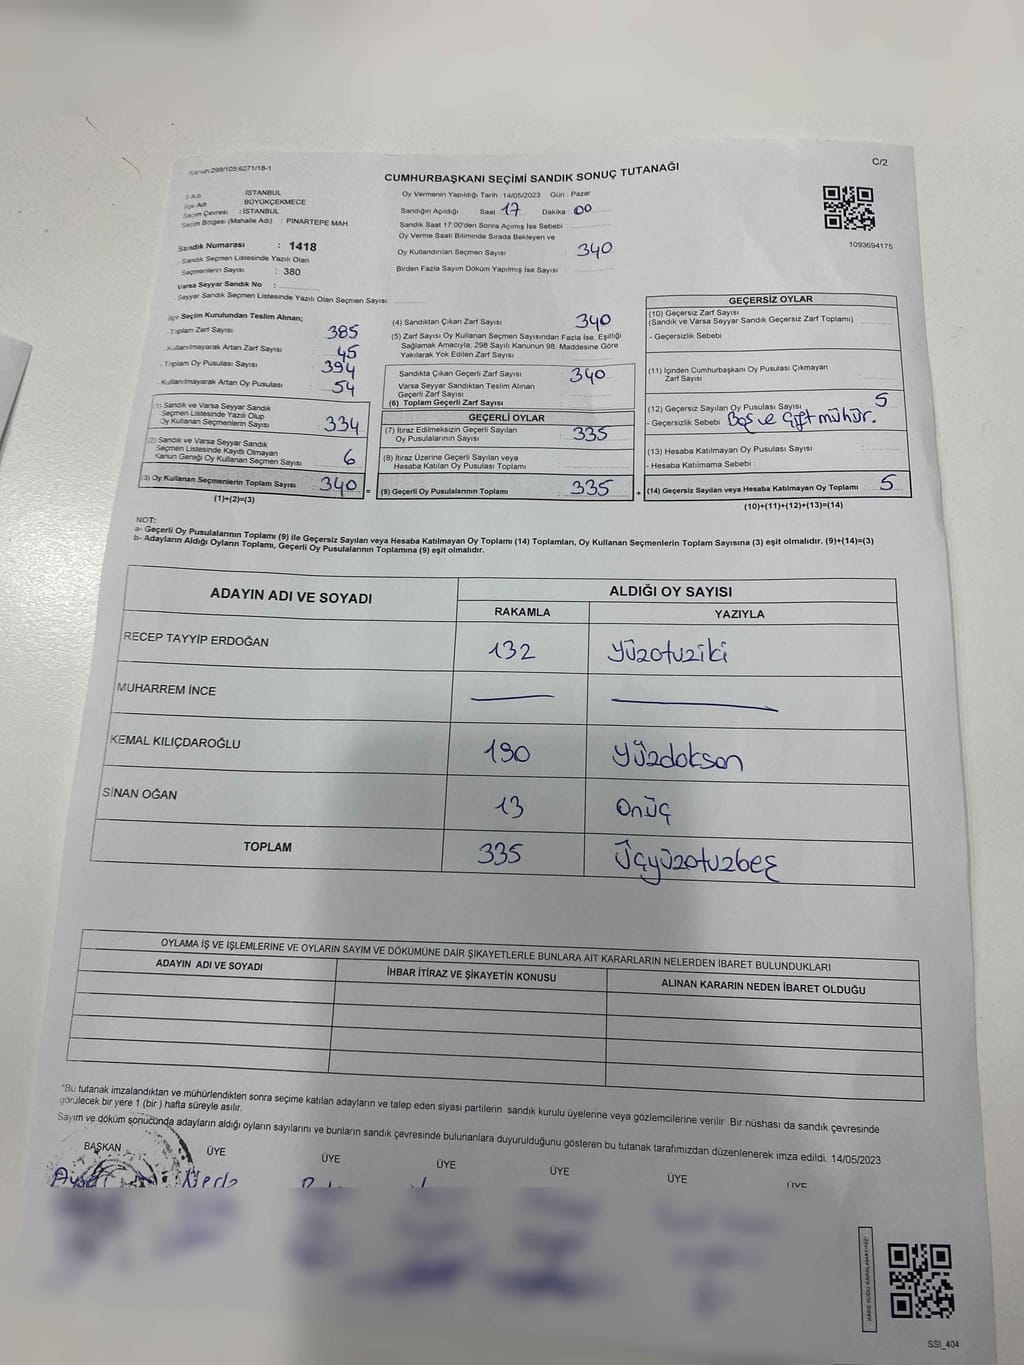 Kanun:298/105;6271/18-1
C/2
CUMHURBAŞKANI SEÇİMİ SANDIK SONUÇ TUTANAĞI
İl Adı : İSTANBUL
İlçe Adı : BÜYÜKÇEKMECE
Seçim Çevresi : İSTANBUL
Seçim Bölgesi (Mahalle Adı) : PINARTEPE MAH.
Sandık Numarası : 1418
Sandık Seçmen Listesinde Yazılı Olan
Seçmenlerin Sayısı : 380
Varsa Seyyar Sandık No :
Seyyar Sandık Seçmen Listesinde Yazılı Olan Seçmen Sayısı:
Oy Vermenin Yapıldığı Tarih : 14/05/2023 Gün : Pazar
Sandığın Açıldığı Saat : 17 Dakika : 00
Sandık Saat 17:00'den Sonra Açımış İse Sebebi :
Oy Verme Saati Bitiminde Sırada Bekleyen ve
Oy Kullandırılan Seçmen Sayısı : 340
Birden Fazla Sayım Döküm Yapılmış İse Sayısı :
1093694175
İlçe Seçim Kurulundan Teslim Alınan;
Toplam Zarf Sayısı : 385
Kullanılmayarak Artan Zarf Sayısı : 45
Toplam Oy Pusulası Sayısı : 394
Kullanılmayarak Artan Oy Pusulası : 54
(1) Sandık ve Varsa Seyyar Sandık
Seçmen Listesinde Yazılı Olup
Oy Kullanan Seçmenlerin Sayısı : 334
(2) Sandık ve Varsa Seyyar Sandık
Seçmen Listesinde Kayıtlı Olmayan
Kanun Gereği Oy Kullanan Seçmen Sayısı : 6
(3) Oy Kullanan Seçmenlerin Toplam Sayısı : 340 =
(1)+(2)=(3)
(4) Sandıktan Çıkan Zarf Sayısı : 340
(5) Zarf Sayısı Oy Kullanan Seçmen Sayısından Fazla İse, Eşitliği
Sağlamak Amacıyla, 298 Sayılı Kanunun 98. Maddesine Göre
Yakılarak Yok Edilen Zarf Sayısı :
Sandıkta Çıkan Geçerli Zarf Sayısı : 340
Varsa Seyyar Sandıktan Teslim Alınan
Geçerli Zarf Sayısı :
(6) Toplam Geçerli Zarf Sayısı :
GEÇERLİ OYLAR
(7) İtiraz Edilmeksizin Geçerli Sayılan
Oy Pusulalarının Sayısı : 335
(8) İtiraz Üzerine Geçerli Sayılan veya
Hesaba Katılan Oy Pusulası Toplamı :
(9) Geçerli Oy Pusulalarının Toplamı : 335 +
GEÇERSİZ OYLAR
(10) Geçersiz Zarf Sayısı
(Sandık ve Varsa Seyyar Sandık Geçersiz Zarf Toplamı) :
- Geçersizlik Sebebi :
(11) İçinden Cumhurbaşkanı Oy Pusulası Çıkmayan
Zarf Sayısı :
(12) Geçersiz Sayılan Oy Pusulası Sayısı : 5
- Geçersizlik Sebebi : Boş ve Çift mühür.
(13) Hesaba Katılmayan Oy Pusulası Sayısı :
- Hesaba Katılmama Sebebi :
(14) Geçersiz Sayılan veya Hesaba Katılmayan Oy Toplamı : 5
(10)+(11)+(12)+(13)=(14)
NOT:
a- Geçerli Oy Pusulalarının Toplamı (9) ile Geçersiz Sayılan veya Hesaba Katılmayan Oy Toplamı (14) Toplamları, Oy Kullanan Seçmenlerin Toplam Sayısına (3) eşit olmalıdır. (9)+(14)=(3)
b- Adayların Aldığı Oyların Toplamı, Geçerli Oy Pusulalarının Toplamına (9) eşit olmalıdır.
ADAYIN ADI VE SOYADI ALDIĞI OY SAYISI
RAKAMLA YAZIYLA
RECEP TAYYİP ERDOĞAN 132 Yüzotuziki
MUHARREM İNCE
KEMAL KILIÇDAROĞLU 190 Yüzdoksan
SİNAN OĞAN 13 Onüç
TOPLAM 335 Üçyüzotuzbeş
OYLAMA İŞ VE İŞLEMLERİNE VE OYLARIN SAYIM VE DÖKÜMÜNE DAİR ŞİKAYETLERLE BUNLARA AİT KARARLARIN NELERDEN İBARET BULUNDUKLARI
ADAYIN ADI VE SOYADI İHBAR İTİRAZ VE ŞİKAYETİN KONUSU ALINAN KARARIN NEDEN İBARET OLDUĞU
*Bu tutanak imzalandıktan ve mühürlendikten sonra seçime katılan adayların ve talep eden siyasi partilerin sandık kurulu üyelerine veya gözlemcilerine verilir. Bir nüshası da sandık çevresinde
görülecek bir yere 1 (bir ) hafta süreyle asılır.
Sayım ve döküm sonucunda adayların aldığı oyların sayılarını ve bunların sandık çevresinde bulunanlara duyurulduğunu gösteren bu tutanak tarafımızdan düzenlenerek imza edildi. 14/05/2023
BAŞKAN ÜYE ÜYE ÜYE ÜYE ÜYE ÜYE
SSI_404